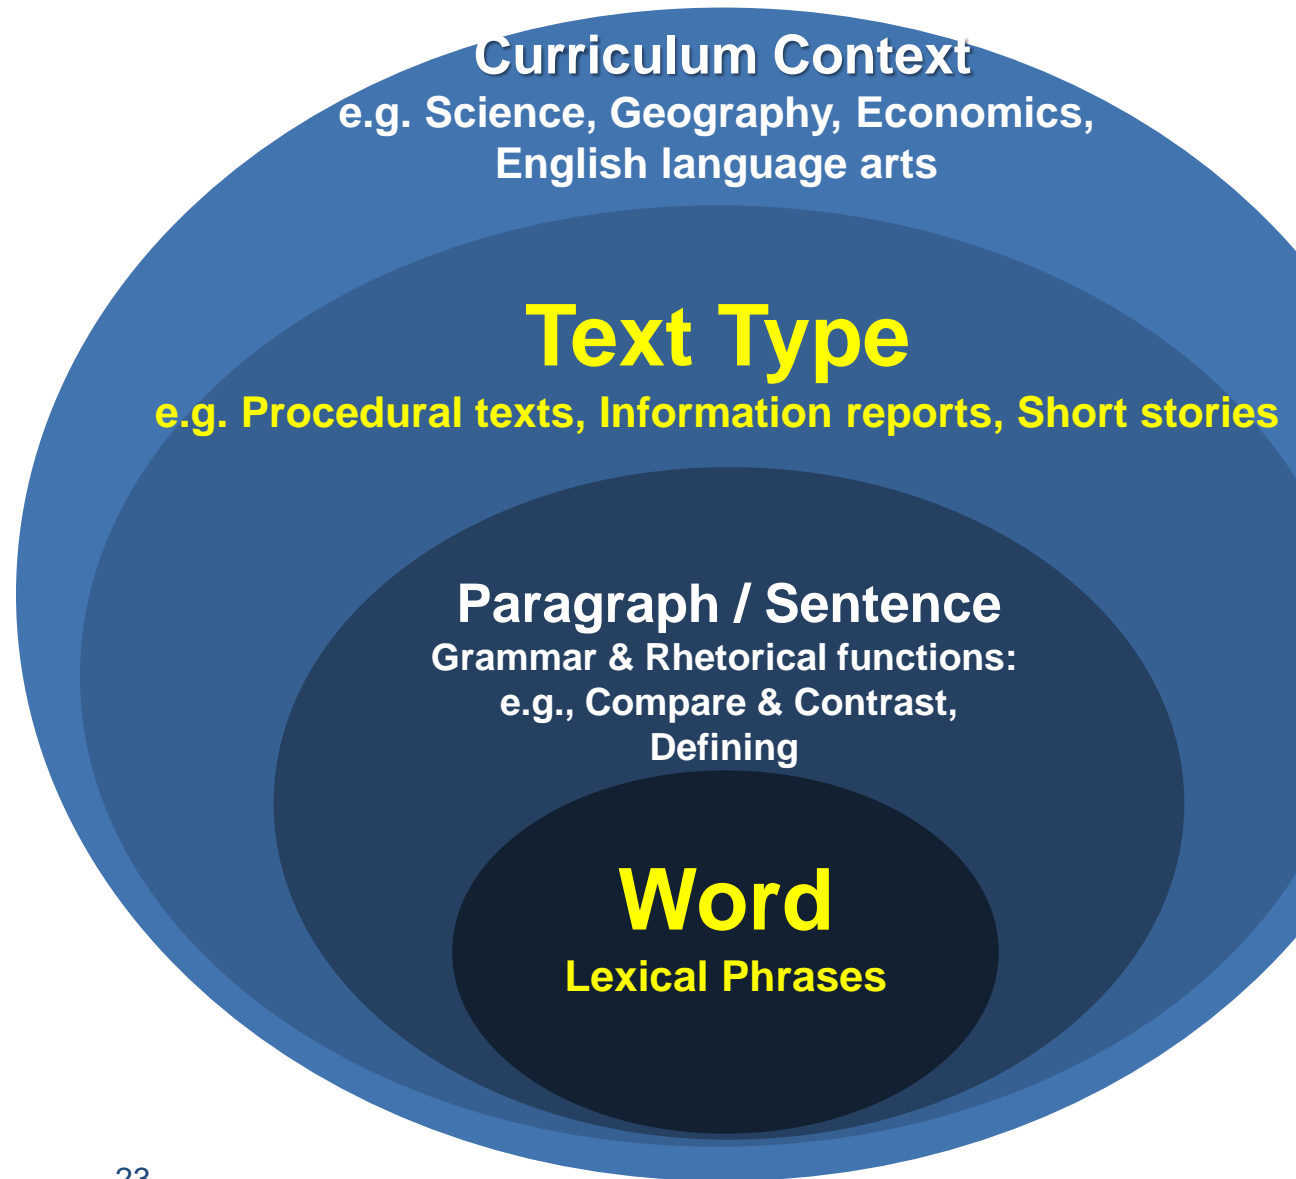 Curriculum Context
e.g. Science, Geography, Economics,
English language arts
Text Type
e.g. Procedural texts, Information reports, Short stories
Paragraph / Sentence
Grammar & Rhetorical functions:
e.g., Compare & Contrast,
Defining
Word
Lexical Phrases
23